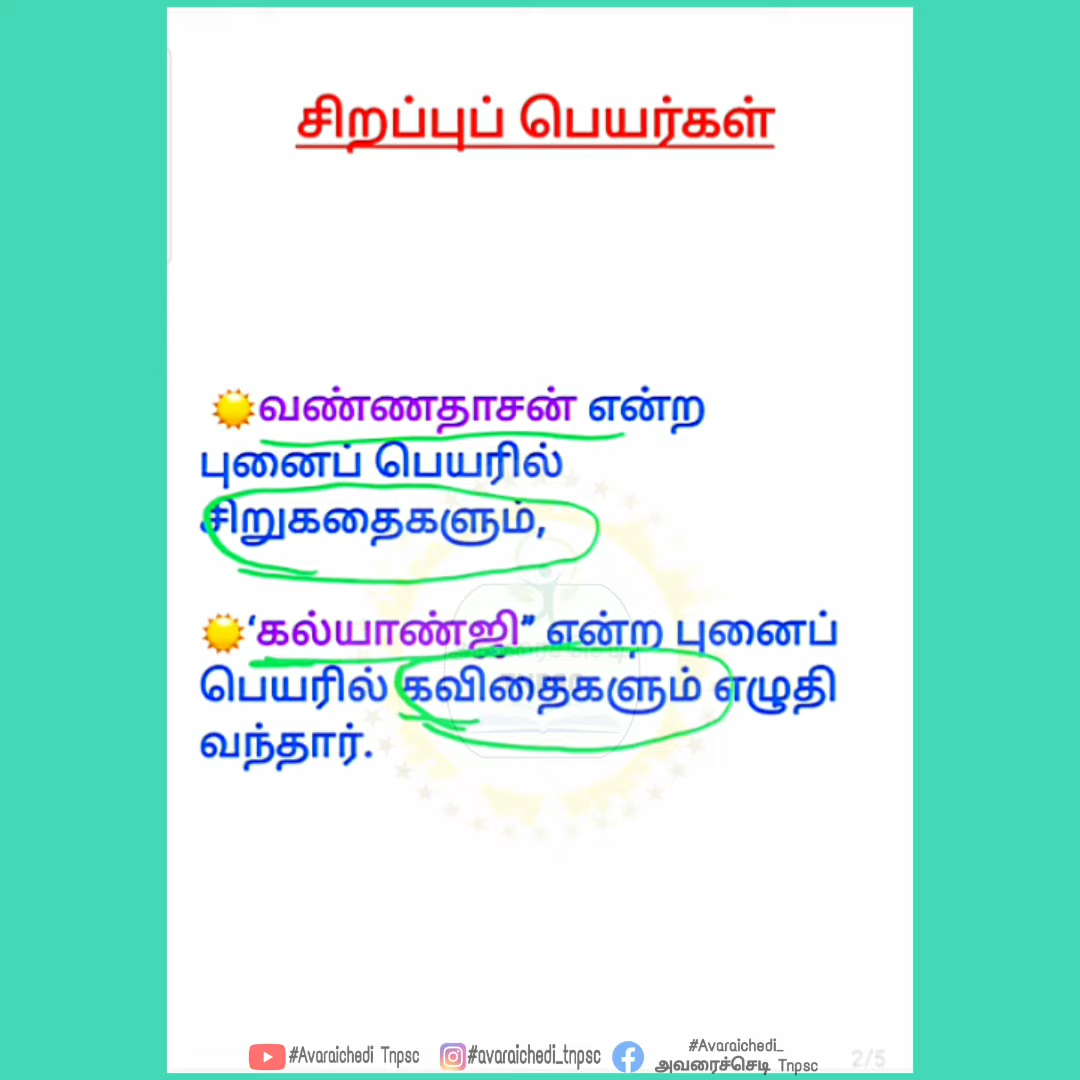 சிறப்புப் பெயர்கள்
வண்ணதாசன் என்ற
புனைப் பெயரில்
சிறுகதைகளும்,
‘கல்யாண்ஜி” என்ற புனைப்
பெயரில் கவிதைகளும் எழுதி
வந்தார்.
#Avaraichedi Tnpsc
#avaraichedi_tnpsc
#Avaraichedi_
அவரைச்செடி Tnpsc
2/5